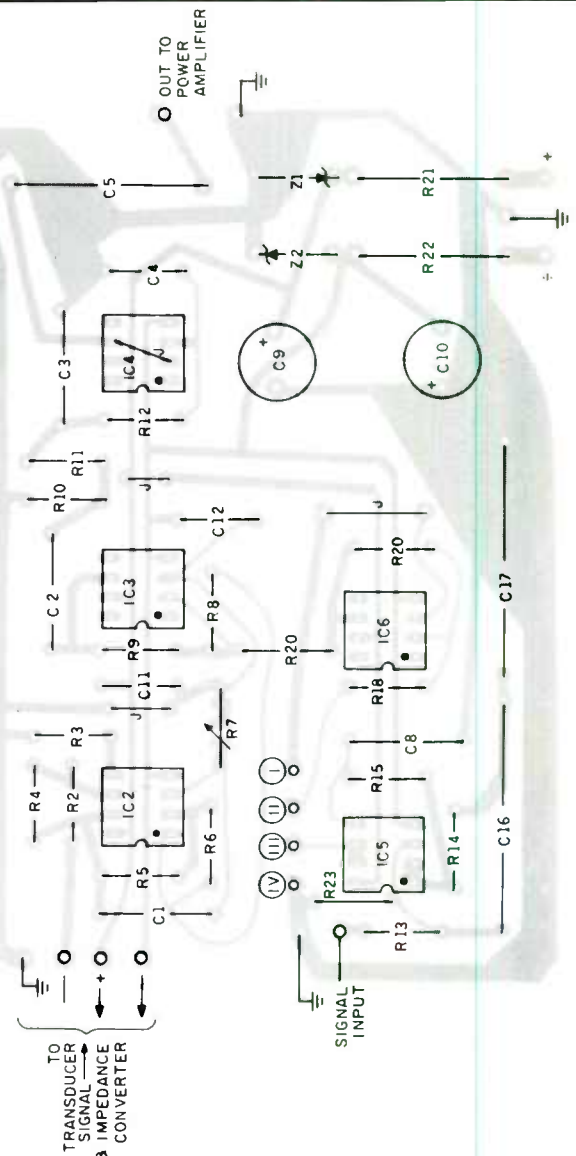 OUT TO
POWER
AMPLIFIER
C5
Z1
R21
+
Z2
R22
-
C4
C3
IC4
J
C9
+
C10
+
R12
R11
R10
J
C12
J
C2
IC3
R8
R20
C17
R9
R20
IC6
C11
R18
J
R7
R3
C8
R4
R2
IC2
R6
I
II
III
IV
R15
IC5
R14
C16
R5
R23
C1
R13
+
SIGNAL
INPUT
TO
TRANSDUCER
SIGNAL
& IMPEDANCE
CONVERTER